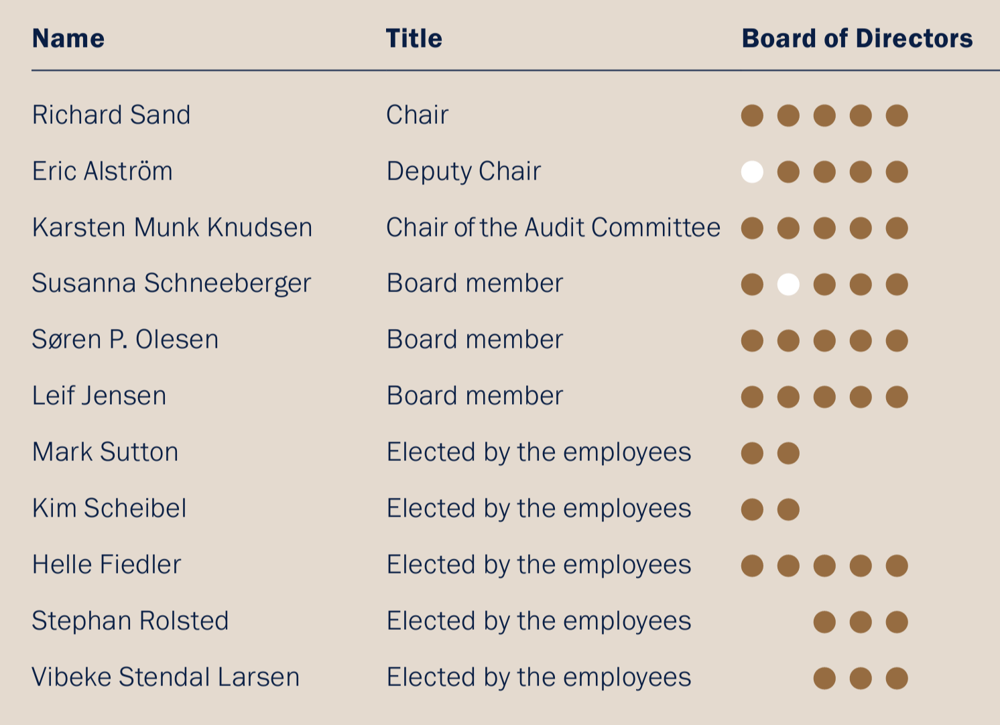 Name Title Board of Directors
Richard Sand Chair
Eric Alström Deputy Chair
Karsten Munk Knudsen Chair of the Audit Committee
Susanna Schneeberger Board member
Søren P. Olesen Board member
Leif Jensen Board member
Mark Sutton Elected by the employees
Kim Scheibel Elected by the employees
Helle Fiedler Elected by the employees
Stephan Rolsted Elected by the employees
Vibeke Stendal Larsen Elected by the employees